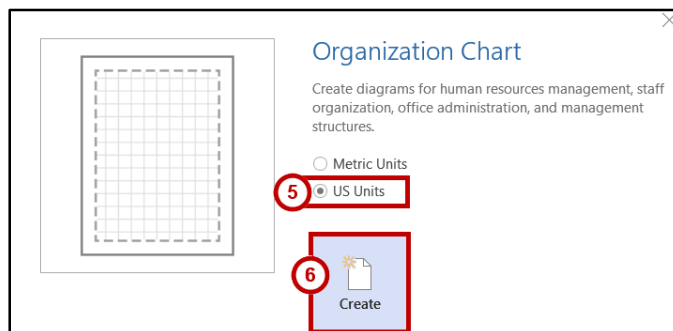 Organization Chart
Create diagrams for human resources management, staff
organization, office administration, and management
structures.
Metric Units
5 US Units
6
Create